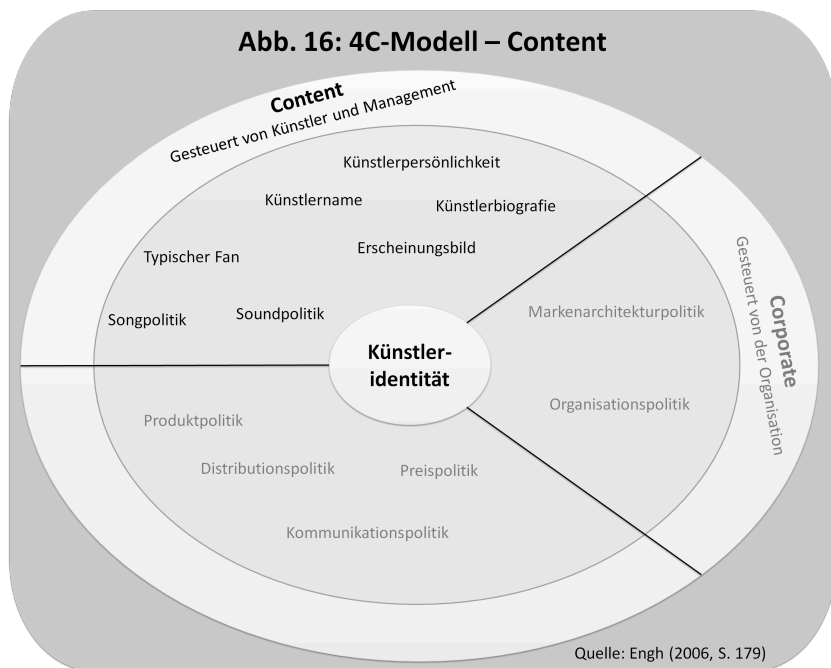 Abb. 16: 4C-Modell – Content
Content
Gesteuert von Künstler und Management
Künstlerpersönlichkeit
Künstlername
Künstlerbiografie
Erscheinungsbild
Typischer Fan
Songpolitik
Soundpolitik
Markenarchitekturpolitik
Organisationspolitik
Corporate
Gesteuert von der Organisation
Künstler-
identität
Produktpolitik
Distributionspolitik
Preispolitik
Kommunikationspolitik
Quelle: Engh (2006, S. 179)